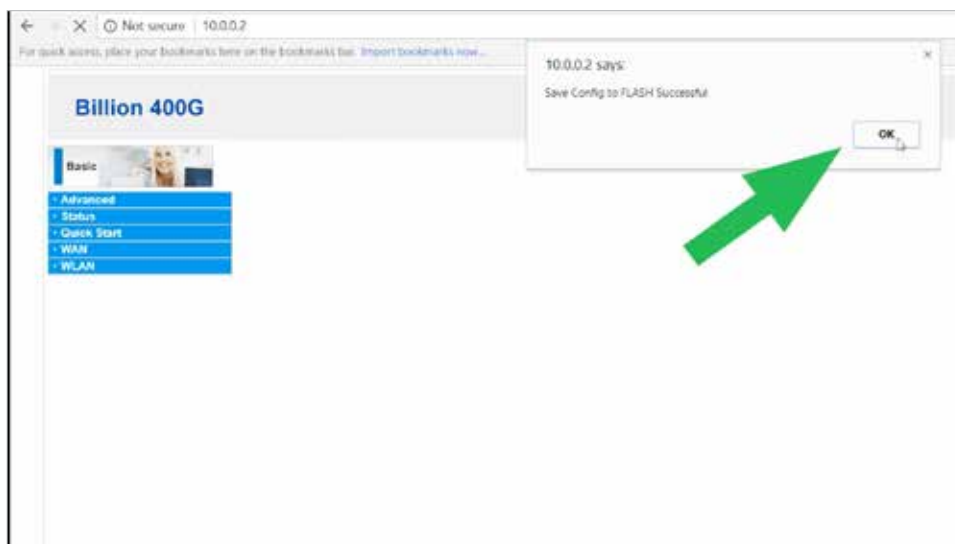 Not secure 10.0.0.2
For quick access, place your bookmarks here on the bookmarks bar. Import bookmarks now...
10.0.0.2 says:
Save Config to FLASH Successful
OK
Billion 400G
Basic
Advanced
Status
Quick Start
WAN
WLAN